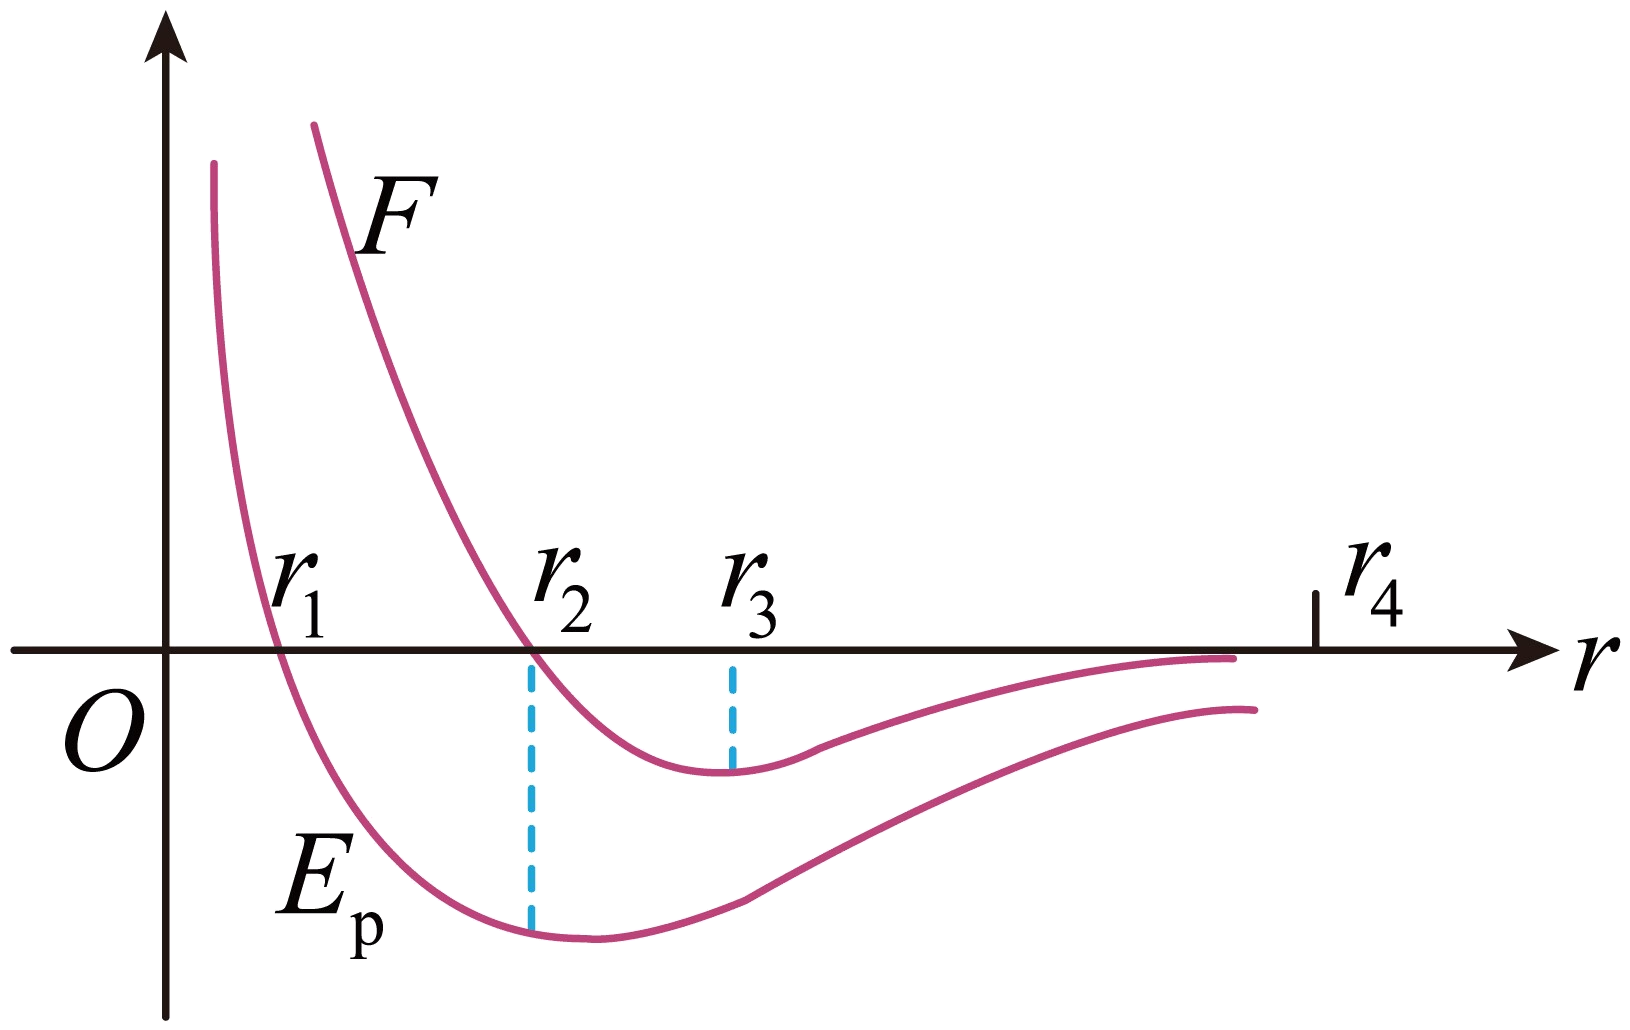 F
r₁
r₂
r₃
r₄
r
O
Eₚ